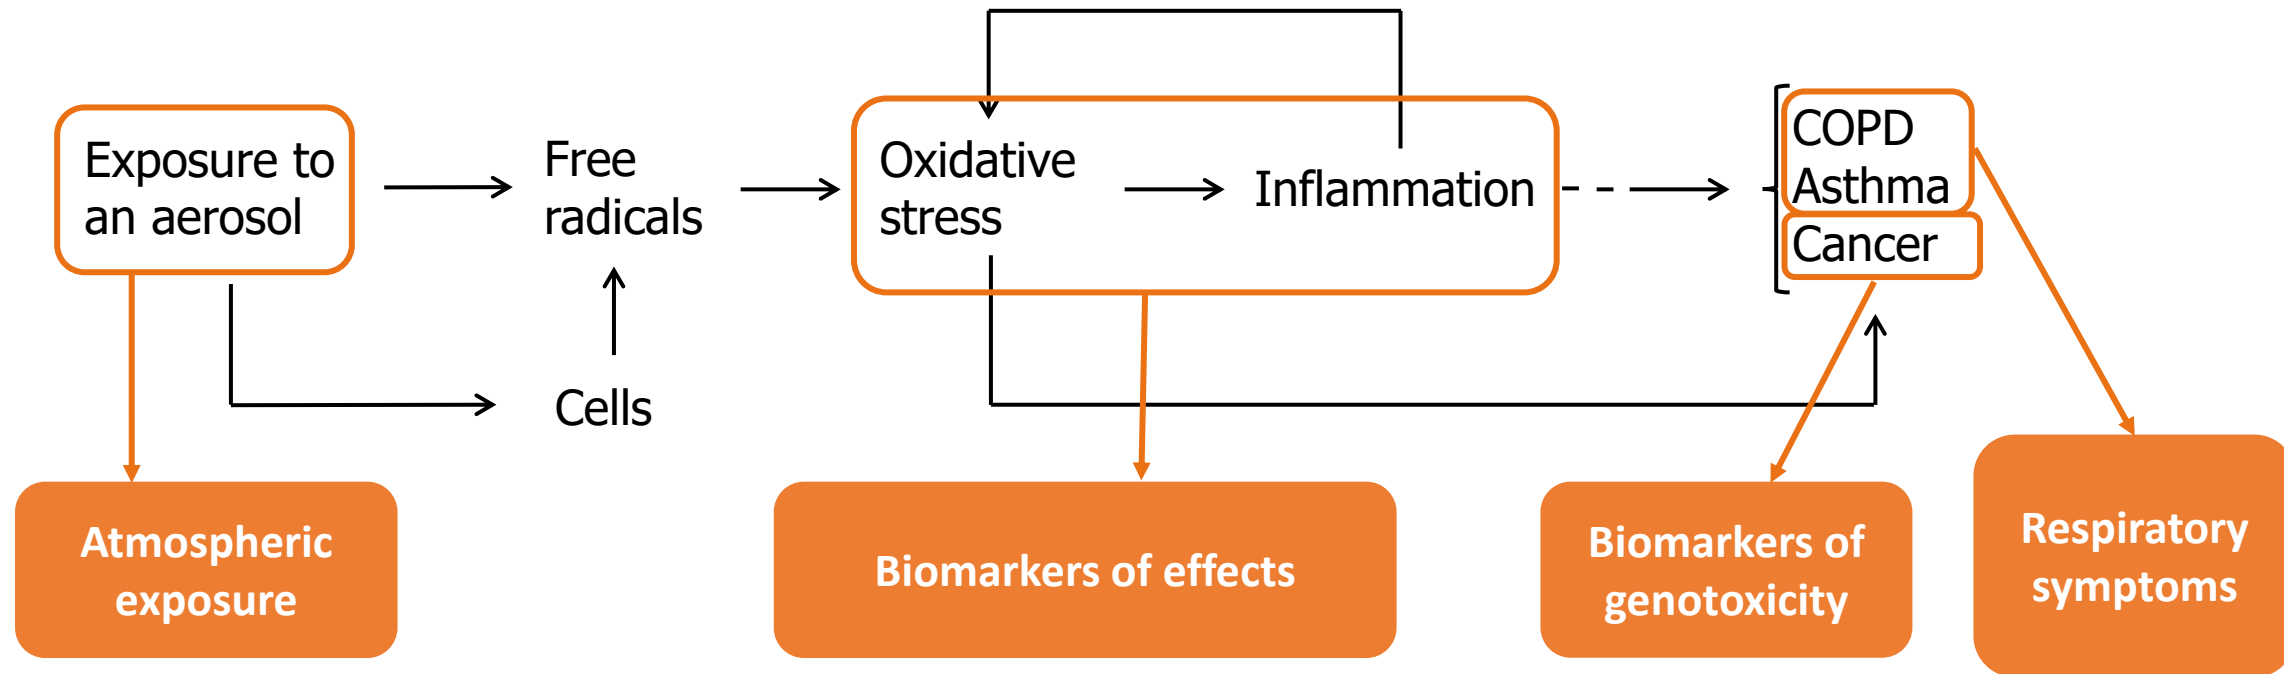 Exposure to
an aerosol
Free
radicals
Cells
Oxidative
stress
Inflammation
COPD
Asthma
Cancer
Atmospheric
exposure
Biomarkers of effects
Biomarkers of
genotoxicity
Respiratory
symptoms